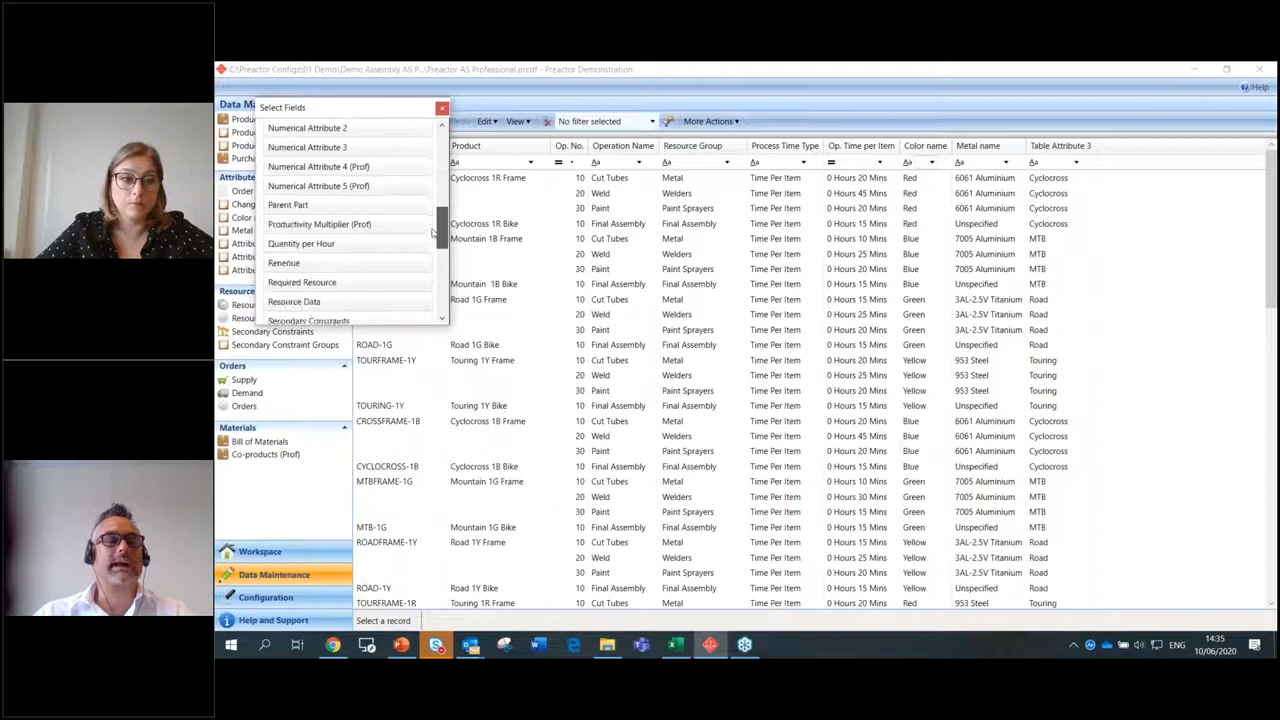 C:\Preactor Configs\D1 Demo\Demo Assembly AS P...\Preactor AS Professional.prcdf - Preactor Demonstration
Help
Data Ma
Select Fields
Edit
View
No filter selected
More Actions
Numerical Attribute 2
Numerical Attribute 3
Numerical Attribute 4 (Prof)
Numerical Attribute 5 (Prof)
Parent Part
Productivity Multiplier (Prof)
Quantity per Hour
Revenue
Required Resource
Resource Data
Secondary Constraints
Produ
Produ
Produ
Purch
Attribut
Order
Chang
Color n
Metal
Attrib
Attrib
Attrib
Resource
Resou
Resou
Secondary Constraints
Secondary Constraint Groups
Orders
Supply
Demand
Orders
Materials
Bill of Materials
Co-products (Prof)
Workspace
Data Maintenance
Configuration
Help and Support
Product Op. No. Operation Name Resource Group Process Time Type Op. Time per Item Color name Metal name Table Attribute 3
Cyclocross 1R Frame 10 Cut Tubes Metal Time Per Item 0 Hours 20 Mins Red 6061 Aluminium Cyclocross
20 Weld Welders Time Per Item 0 Hours 45 Mins Red 6061 Aluminium Cyclocross
30 Paint Paint Sprayers Time Per Item 0 Hours 20 Mins Red 6061 Aluminium Cyclocross
Cyclocross 1R Bike 10 Final Assembly Final Assembly Time Per Item 0 Hours 15 Mins Red Unspecified Cyclocross
Mountain 1B Frame 10 Cut Tubes Metal Time Per Item 0 Hours 10 Mins Blue 7005 Aluminium MTB
20 Weld Welders Time Per Item 0 Hours 25 Mins Blue 7005 Aluminium MTB
30 Paint Paint Sprayers Time Per Item 0 Hours 20 Mins Blue 7005 Aluminium MTB
Mountain 1B Bike 10 Final Assembly Final Assembly Time Per Item 0 Hours 15 Mins Blue Unspecified MTB
Road 1G Frame 10 Cut Tubes Metal Time Per Item 0 Hours 15 Mins Green 3AL-2.5V Titanium Road
20 Weld Welders Time Per Item 0 Hours 25 Mins Green 3AL-2.5V Titanium Road
30 Paint Paint Sprayers Time Per Item 0 Hours 20 Mins Green 3AL-2.5V Titanium Road
ROAD-1G Road 1G Bike 10 Final Assembly Final Assembly Time Per Item 0 Hours 15 Mins Green Unspecified Road
TOURFRAME-1Y Touring 1Y Frame 10 Cut Tubes Metal Time Per Item 0 Hours 20 Mins Yellow 953 Steel Touring
20 Weld Welders Time Per Item 0 Hours 25 Mins Yellow 953 Steel Touring
30 Paint Paint Sprayers Time Per Item 0 Hours 20 Mins Yellow 953 Steel Touring
TOURING-1Y Touring 1Y Bike 10 Final Assembly Final Assembly Time Per Item 0 Hours 15 Mins Yellow Unspecified Touring
CROSSFRAME-1B Cyclocross 1B Frame 10 Cut Tubes Metal Time Per Item 0 Hours 20 Mins Blue 6061 Aluminium Cyclocross
20 Weld Welders Time Per Item 0 Hours 45 Mins Blue 6061 Aluminium Cyclocross
30 Paint Paint Sprayers Time Per Item 0 Hours 20 Mins Blue 6061 Aluminium Cyclocross
CYCLOCROSS-1B Cyclocross 1B Bike 10 Final Assembly Final Assembly Time Per Item 0 Hours 15 Mins Blue Unspecified Cyclocross
MTBFRAME-1G Mountain 1G Frame 10 Cut Tubes Metal Time Per Item 0 Hours 10 Mins Green 7005 Aluminium MTB
20 Weld Welders Time Per Item 0 Hours 30 Mins Green 7005 Aluminium MTB
30 Paint Paint Sprayers Time Per Item 0 Hours 15 Mins Green 7005 Aluminium MTB
MTB-1G Mountain 1G Bike 10 Final Assembly Final Assembly Time Per Item 0 Hours 15 Mins Green Unspecified MTB
ROADFRAME-1Y Road 1Y Frame 10 Cut Tubes Metal Time Per Item 0 Hours 15 Mins Yellow 3AL-2.5V Titanium Road
20 Weld Welders Time Per Item 0 Hours 25 Mins Yellow 3AL-2.5V Titanium Road
30 Paint Paint Sprayers Time Per Item 0 Hours 20 Mins Yellow 3AL-2.5V Titanium Road
ROAD-1Y Road 1Y Bike 10 Final Assembly Final Assembly Time Per Item 0 Hours 15 Mins Yellow Unspecified Road
TOURFRAME-1R Touring 1R Frame 10 Cut Tubes Metal Time Per Item 0 Hours 20 Mins Red 953 Steel Touring
Select a record
ENG
14:35
10/06/2020